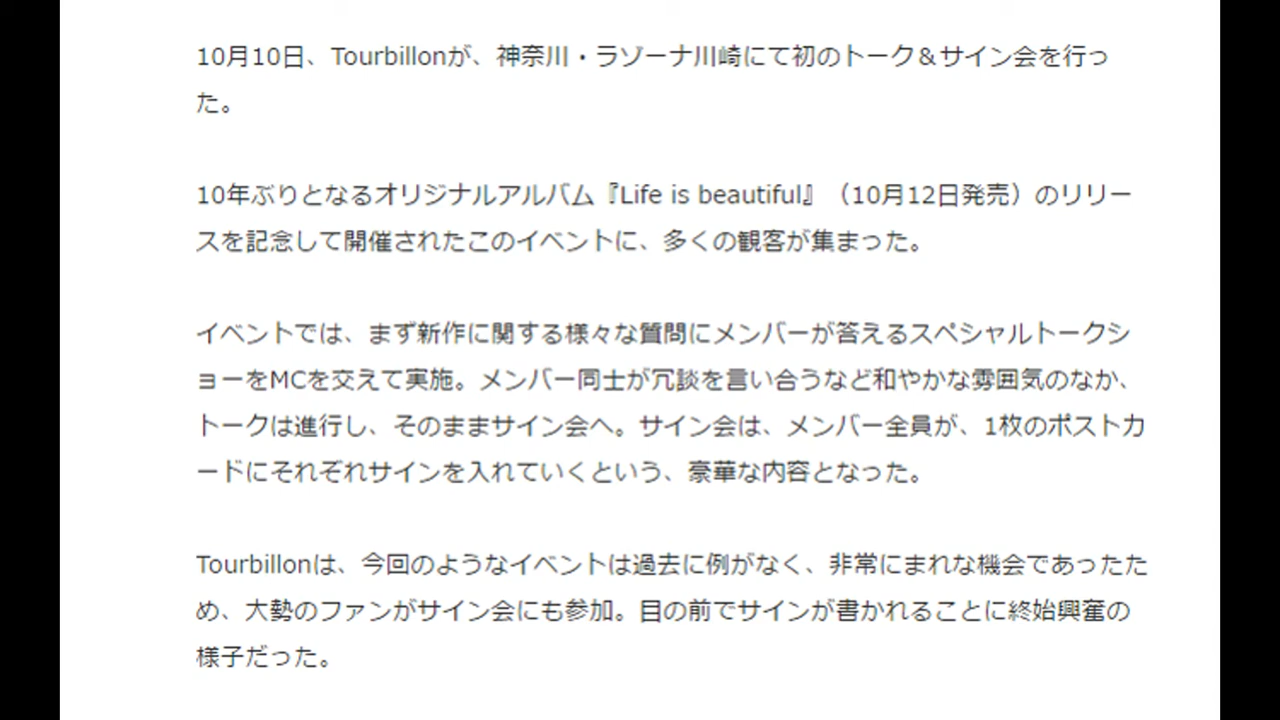 10月10日、Tourbillonが、神奈川・ラゾーナ川崎にて初のトーク＆サイン会を行っ
た。
10年ぶりとなるオリジナルアルバム『Life is beautiful』（10月12日発売）のリリー
スを記念して開催されたこのイベントに、多くの観客が集まった。
イベントでは、まず新作に関する様々な質問にメンバーが答えるスペシャルトークシ
ョーをMCを交えて実施。メンバー同士が冗談を言い合うなど和やかな雰囲気のなか、
トークは進行し、そのままサイン会へ。サイン会は、メンバー全員が、1枚のポストカ
ードにそれぞれサインを入れていくという、豪華な内容となった。
Tourbillonは、今回のようなイベントは過去に例がなく、非常にまれな機会であったた
め、大勢のファンがサイン会にも参加。目の前でサインが書かれることに終始興奮の
様子だった。